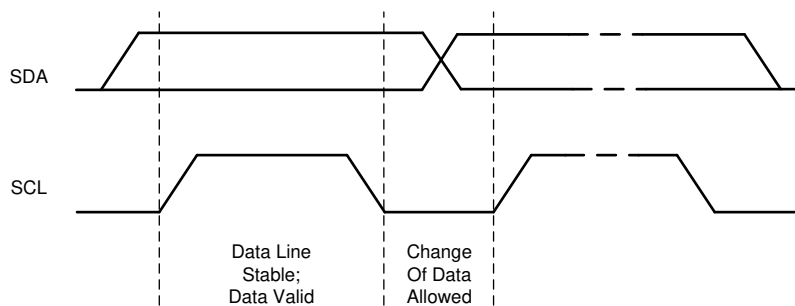 SDA
SCL
Data Line
Stable;
Data Valid
Change
Of Data
Allowed